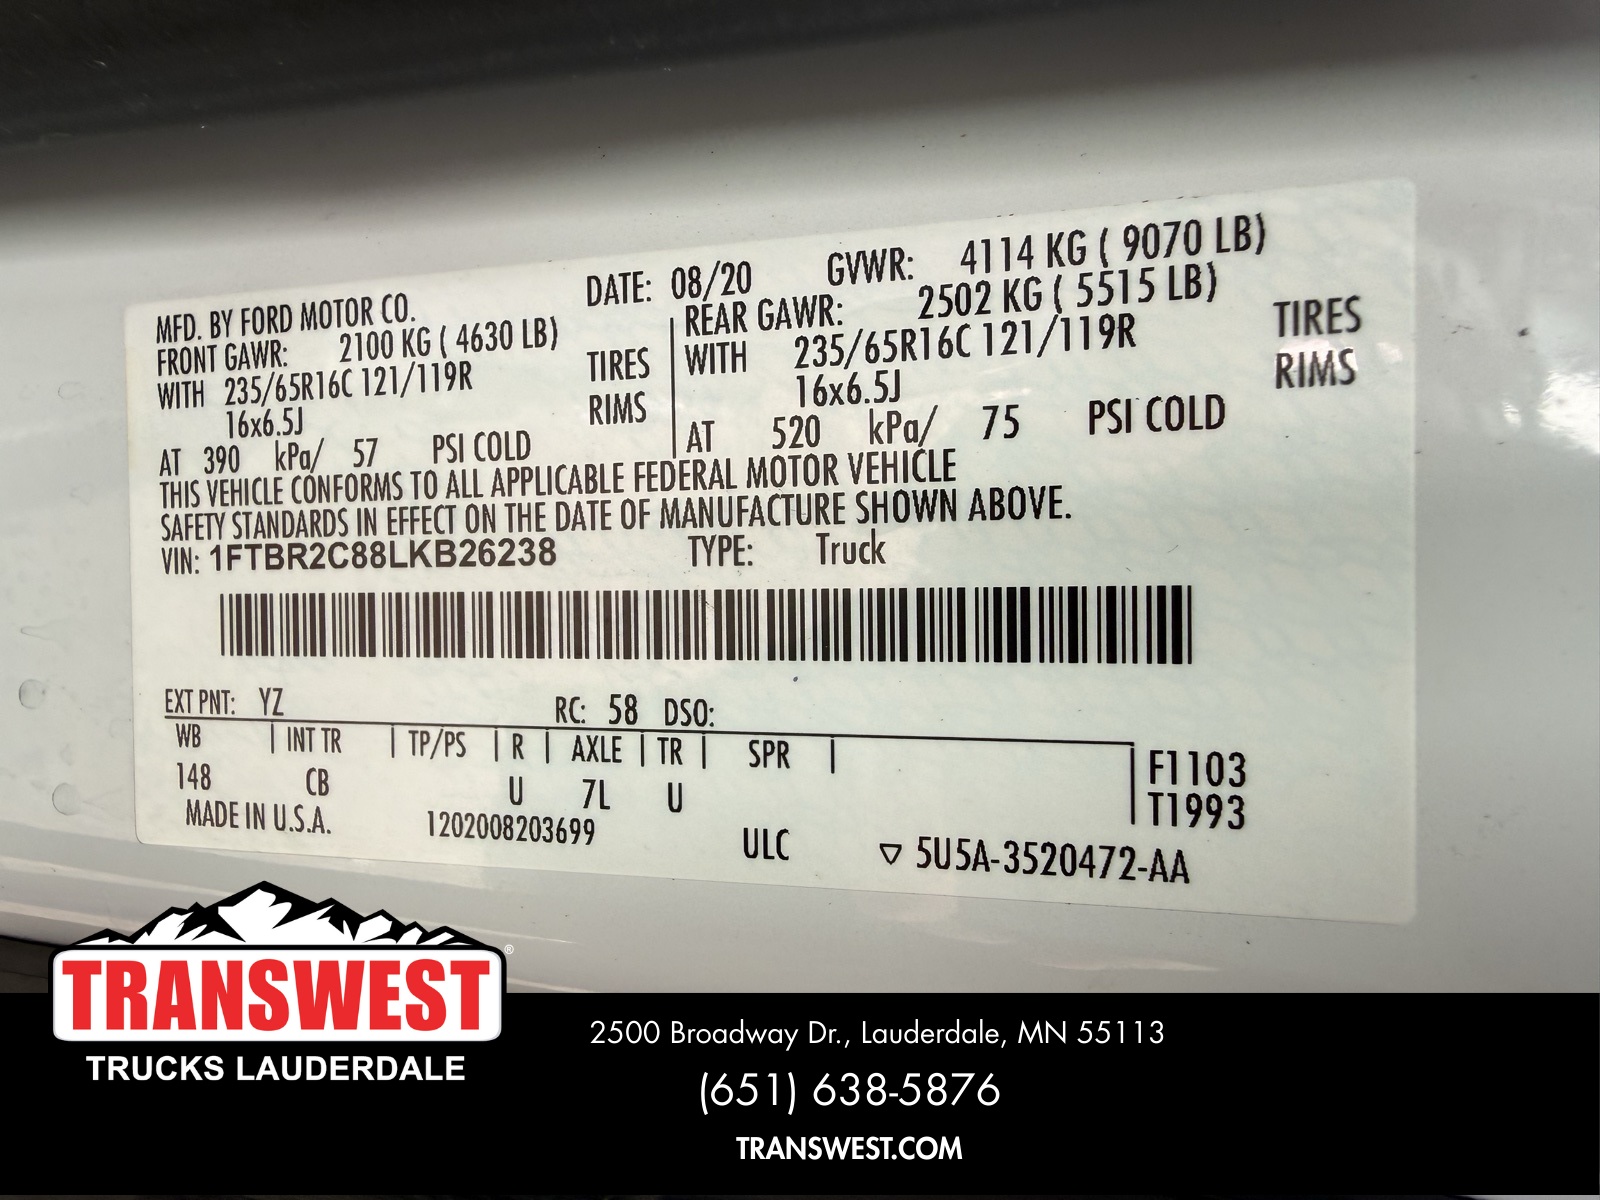 MFD. BY FORD MOTOR CO. DATE: 08/20 GVWR: 4114 KG ( 9070 LB)
FRONT GAWR: 2100 KG ( 4630 LB) REAR GAWR: 2502 KG ( 5515 LB)
WITH 235/65R16C 121/119R TIRES WITH 235/65R16C 121/119R TIRES
16x6.5J RIMS 16x6.5J RIMS
AT 390 kPa/ 57 PSI COLD AT 520 kPa/ 75 PSI COLD
THIS VEHICLE CONFORMS TO ALL APPLICABLE FEDERAL MOTOR VEHICLE
SAFETY STANDARDS IN EFFECT ON THE DATE OF MANUFACTURE SHOWN ABOVE.
VIN: 1FTBR2C88LKB26238 TYPE: Truck
EXT PNT: YZ RC: 58 DSO:
WB | INT TR | TP/PS | R | AXLE | TR | SPR | F1103
148 CB U 7L U T1993
MADE IN U.S.A. 1202008203699 ULC ▽ 5U5A-3520472-AA
TRANSWEST®
TRUCKS LAUDERDALE
2500 Broadway Dr., Lauderdale, MN 55113
(651) 638-5876
TRANSWEST.COM